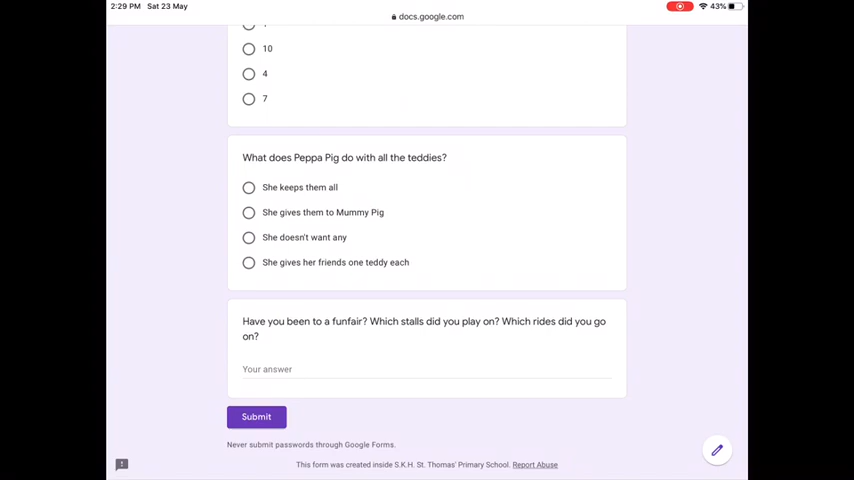 2:29 PM Sat 23 May
43%
docs.google.com
10
4
7
What does Peppa Pig do with all the teddies?
She keeps them all
She gives them to Mummy Pig
She doesn't want any
She gives her friends one teddy each
Have you been to a funfair? Which stalls did you play on? Which rides did you go
on?
Your answer
Submit
Never submit passwords through Google Forms.
This form was created inside S.K.H. St. Thomas' Primary School. Report Abuse